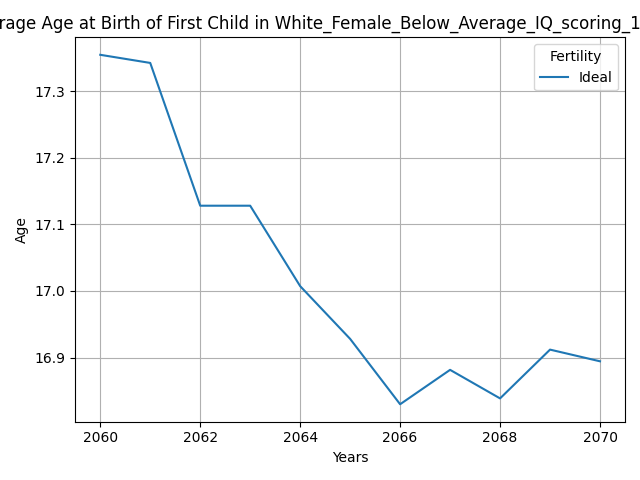 rage Age at Birth of First Child in White_Female_Below_Average_IQ_scoring_1
Fertility
Ideal
17.3
17.2
17.1
17.0
16.9
Age
2060 2062 2064 2066 2068 2070
Years